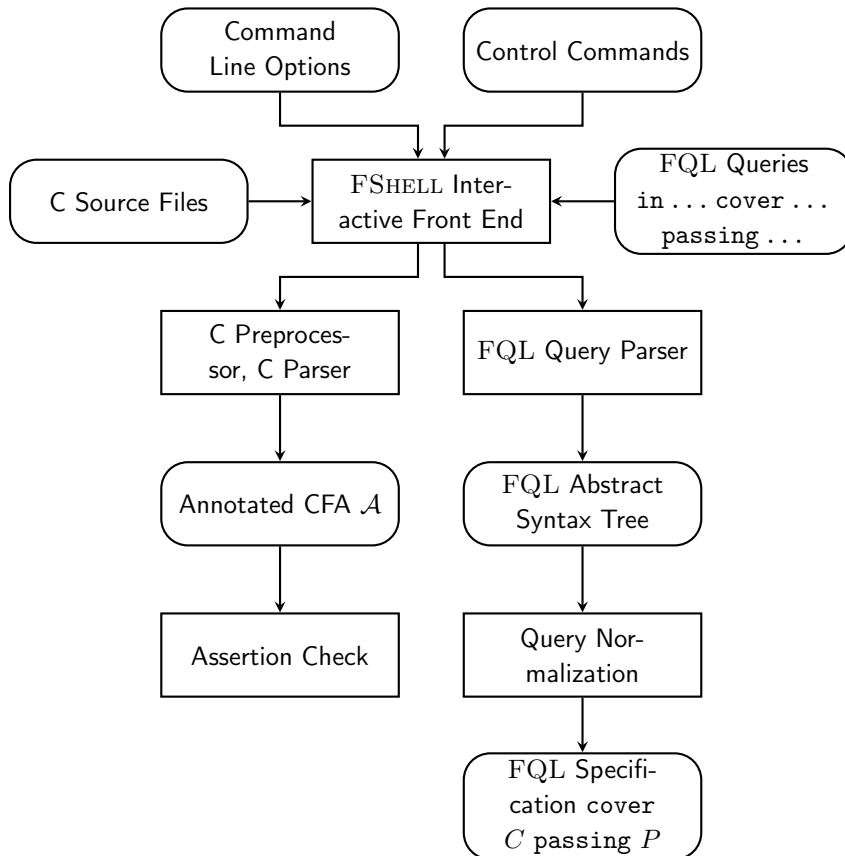 Command
Line Options
Control Commands
C Source Files
FSHELL Inter-
active Front End
FQL Queries
in ... cover ...
passing ...
C Preproces-
sor, C Parser
FQL Query Parser
Annotated CFA 𝒜
FQL Abstract
Syntax Tree
Assertion Check
Query Nor-
malization
FQL Specifi-
cation cover
C passing P